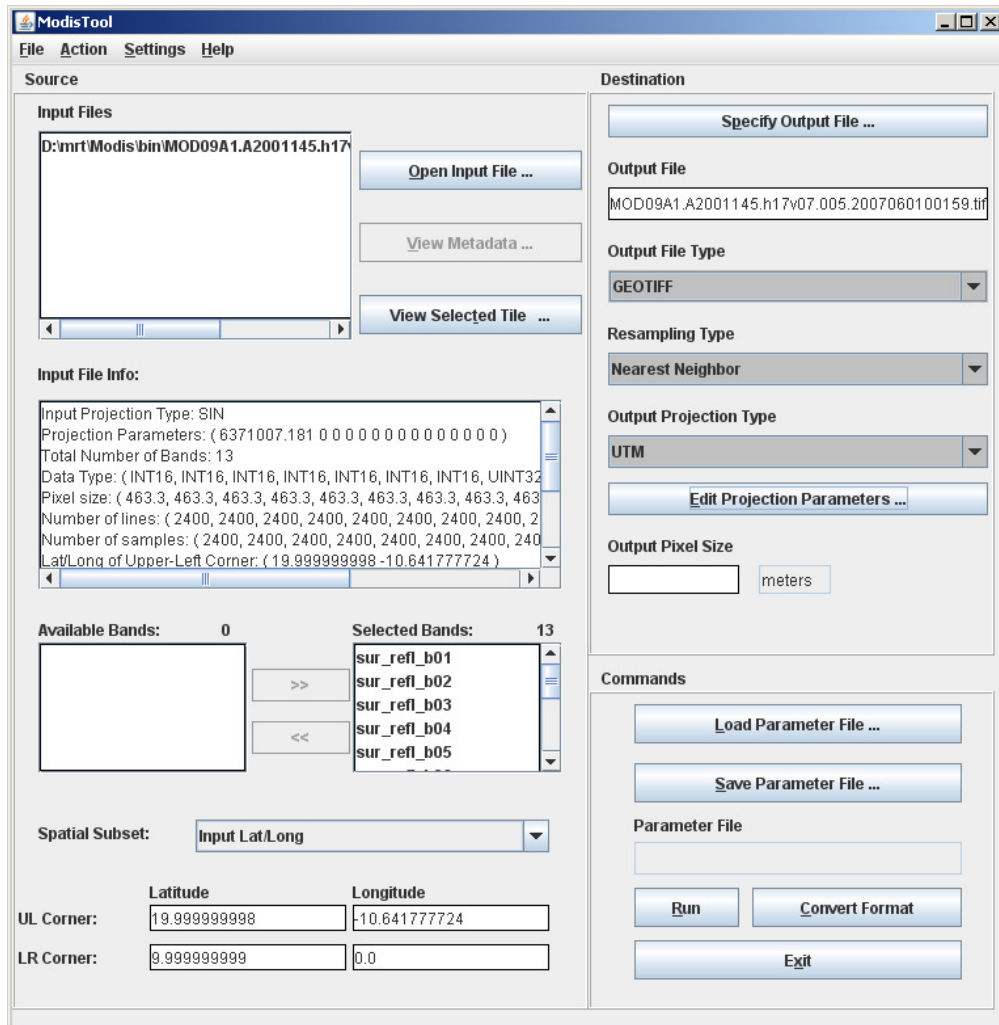 ModisTool
File Action Settings Help
Source
Input Files
D:\mrt\Modis\bin\MOD09A1.A2001145.h17v
Open Input File ...
View Metadata ...
View Selected Tile ...
Input File Info:
Input Projection Type: SIN
Projection Parameters: ( 6371007.181 0 0 0 0 0 0 0 0 0 0 0 0 0 0 )
Total Number of Bands: 13
Data Type: ( INT16, INT16, INT16, INT16, INT16, INT16, INT16, UINT32
Pixel size: ( 463.3, 463.3, 463.3, 463.3, 463.3, 463.3, 463.3, 463.3, 463
Number of lines: ( 2400, 2400, 2400, 2400, 2400, 2400, 2400, 2400, 2
Number of samples: ( 2400, 2400, 2400, 2400, 2400, 2400, 2400, 240
Lat/Long of Upper-Left Corner: ( 19.999999998 -10.641777724 )
Available Bands: 0
Selected Bands: 13
>>
<<
sur_refl_b01
sur_refl_b02
sur_refl_b03
sur_refl_b04
sur_refl_b05
Spatial Subset:
Input Lat/Long
Latitude Longitude
UL Corner: 19.999999998 -10.641777724
LR Corner: 9.999999999 0.0
Destination
Specify Output File ...
Output File
MOD09A1.A2001145.h17v07.005.2007060100159.tif
Output File Type
GEOTIFF
Resampling Type
Nearest Neighbor
Output Projection Type
UTM
Edit Projection Parameters ...
Output Pixel Size
meters
Commands
Load Parameter File ...
Save Parameter File ...
Parameter File
Run
Convert Format
Exit